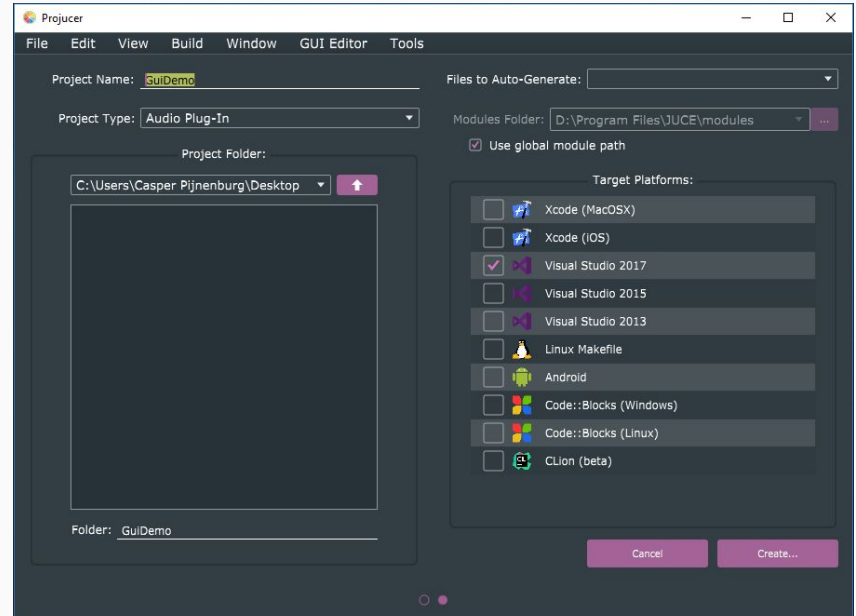 Projucer
File Edit View Build Window GUI Editor Tools
Project Name: GuiDemo
Project Type: Audio Plug-In
Project Folder:
C:\Users\Casper Pijnenburg\Desktop
Folder: GuiDemo
Files to Auto-Generate:
Modules Folder: D:\Program Files\JUCE\modules ...
Use global module path
Target Platforms:
Xcode (MacOSX)
Xcode (iOS)
Visual Studio 2017
Visual Studio 2015
Visual Studio 2013
Linux Makefile
Android
Code::Blocks (Windows)
Code::Blocks (Linux)
CLion (beta)
Cancel Create...